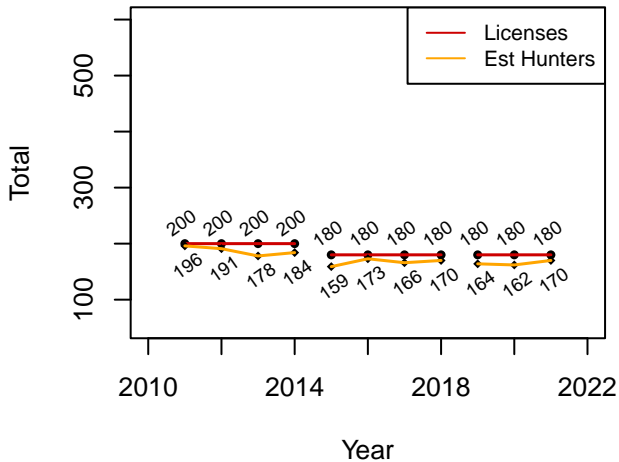 Licenses
Est Hunters
500
300
100
Total
200 200 200 200 180 180 180 180 180 180 180
196 191 178 184 159 173 166 170 164 162 170
2010 2014 2018 2022
Year